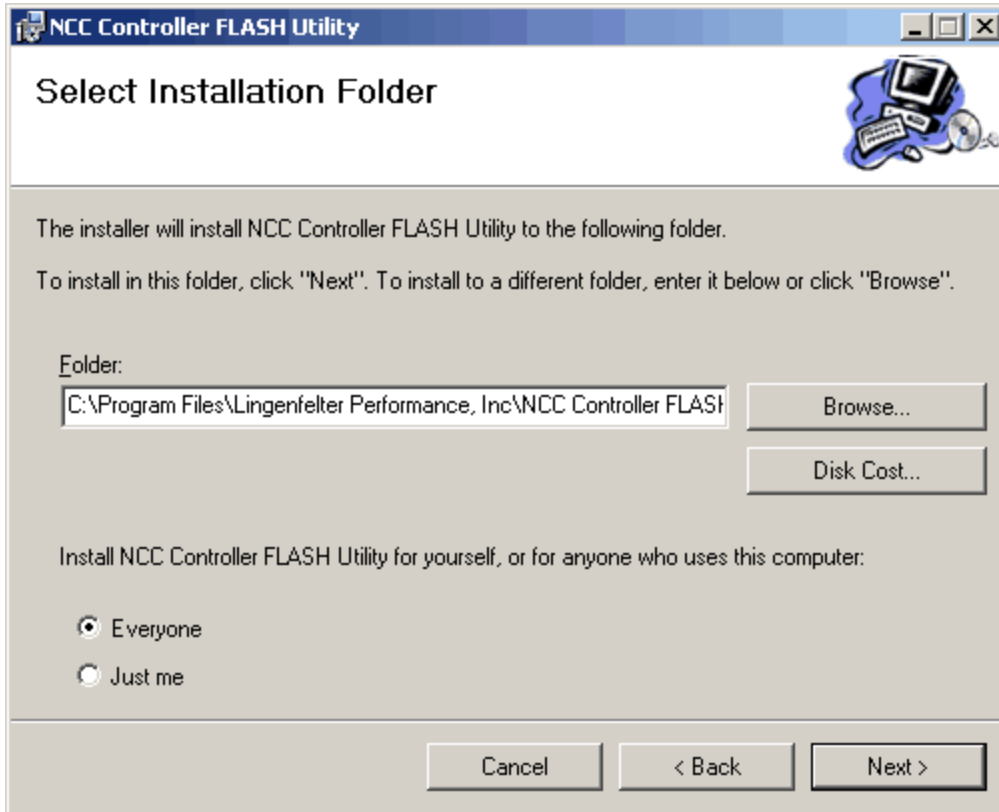 NCC Controller FLASH Utility
Select Installation Folder
The installer will install NCC Controller FLASH Utility to the following folder.
To install in this folder, click "Next". To install to a different folder, enter it below or click "Browse".
Folder:
C:\Program Files\Lingenfelter Performance, Inc\NCC Controller FLASH
Browse...
Disk Cost...
Install NCC Controller FLASH Utility for yourself, or for anyone who uses this computer:
Everyone
Just me
Cancel
< Back
Next >